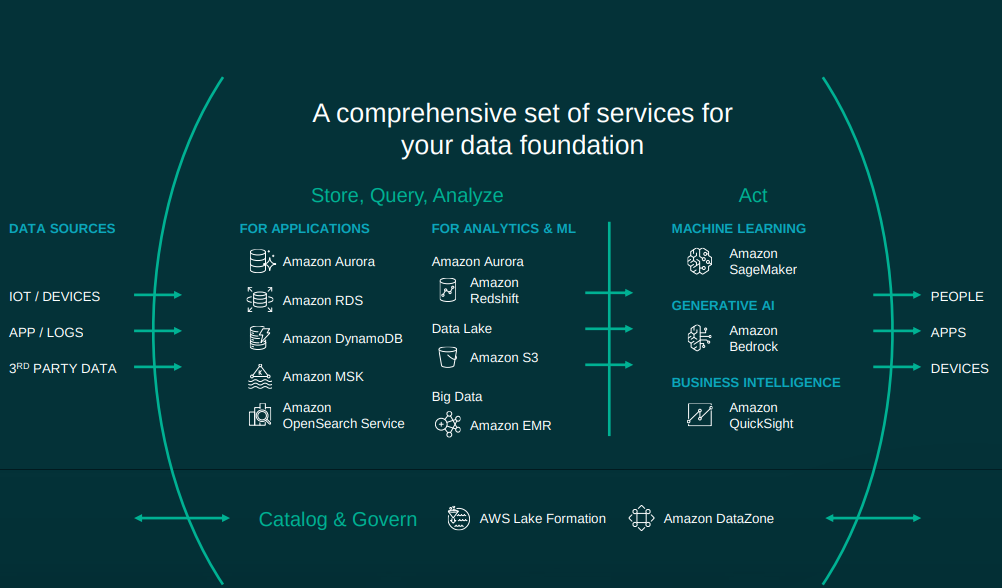 A comprehensive set of services for
your data foundation
Store, Query, Analyze
Act
DATA SOURCES
IOT / DEVICES
APP / LOGS
3RD PARTY DATA
FOR APPLICATIONS
Amazon Aurora
Amazon RDS
Amazon DynamoDB
Amazon MSK
Amazon
OpenSearch Service
FOR ANALYTICS & ML
Amazon Aurora
Amazon
Redshift
Data Lake
Amazon S3
Big Data
Amazon EMR
MACHINE LEARNING
Amazon
SageMaker
GENERATIVE AI
Amazon
Bedrock
BUSINESS INTELLIGENCE
Amazon
QuickSight
PEOPLE
APPS
DEVICES
Catalog & Govern
AWS Lake Formation
Amazon DataZone